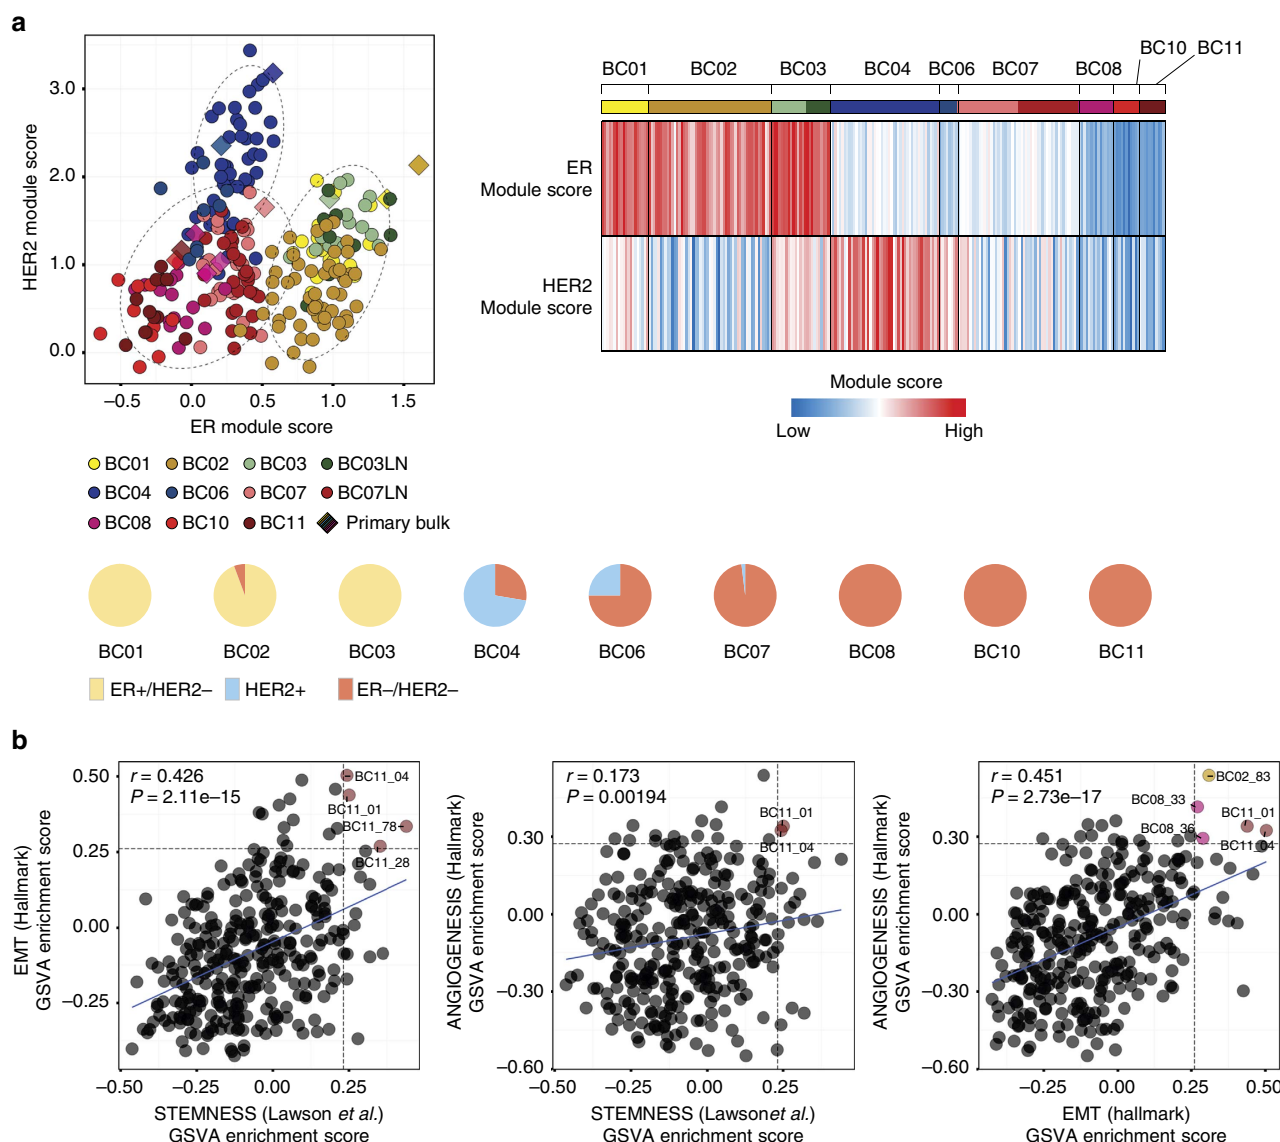 a
3.0
2.0
1.0
0.0
HER2 module score
−0.5
0.0
0.5
1.0
1.5
ER module score
BC01
BC02
BC03
BC03LN
BC04
BC06
BC07
BC07LN
BC08
BC10
BC11
Primary bulk
BC10
BC11
BC01
BC02
BC03
BC04
BC06
BC07
BC08
ER
Module score
HER2
Module score
Module score
Low
High
BC01
BC02
BC03
BC04
BC06
BC07
BC08
BC10
BC11
ER+/HER2−
HER2+
ER−/HER2−
b
r = 0.426
P = 2.11e−15
BC11_04
BC11_01
BC11_78
BC11_28
0.50
0.25
0.00
−0.25
EMT (Hallmark)
GSVA enrichment score
−0.50
−0.25
0.00
0.25
STEMNESS (Lawson et al.)
GSVA enrichment score
r = 0.173
P = 0.00194
BC11_01
BC11_04
0.30
0.00
−0.30
−0.60
ANGIOGENESIS (Hallmark)
GSVA enrichment score
−0.50
−0.25
0.00
0.25
STEMNESS (Lawsonet al.)
GSVA enrichment score
r = 0.451
P = 2.73e−17
BC02_83
BC08_33
BC11_01
BC08_36
BC11_04
0.30
0.00
−0.30
−0.60
ANGIOGENESIS (Hallmark)
GSVA enrichment score
−0.25
0.00
0.25
0.50
EMT (hallmark)
GSVA enrichment score